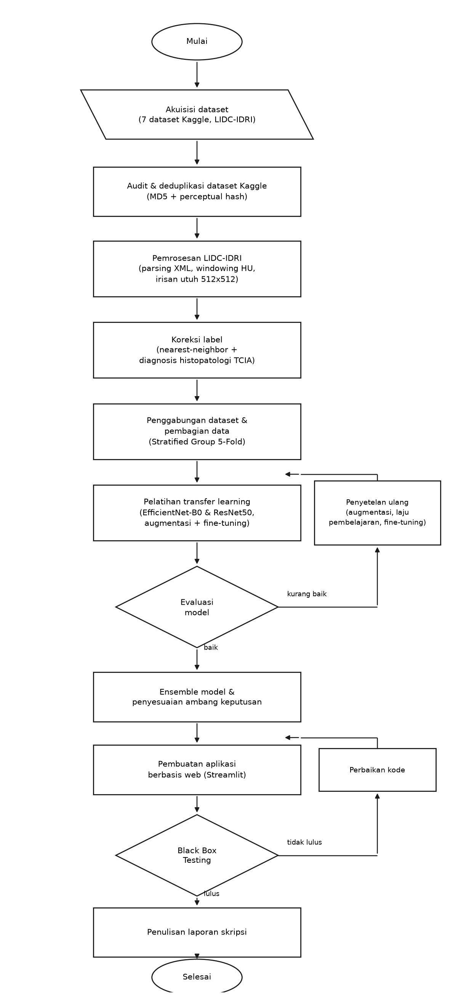 Mulai
Akuisisi dataset
(7 dataset Kaggle, LIDC-IDRI)
Audit & deduplikasi dataset Kaggle
(MD5 + perceptual hash)
Pemrosesan LIDC-IDRI
(parsing XML, windowing HU,
irisan utuh 512x512)
Koreksi label
(nearest-neighbor +
diagnosis histopatologi TCIA)
Penggabungan dataset &
pembagian data
(Stratified Group 5-Fold)
Pelatihan transfer learning
(EfficientNet-B0 & ResNet50,
augmentasi + fine-tuning)
Penyetelan ulang
(augmentasi, laju
pembelajaran, fine-tuning)
Evaluasi
model
kurang baik
baik
Ensemble model &
penyesuaian ambang keputusan
Pembuatan aplikasi
berbasis web (Streamlit)
Perbaikan kode
Black Box
Testing
tidak lulus
lulus
Penulisan laporan skripsi
Selesai